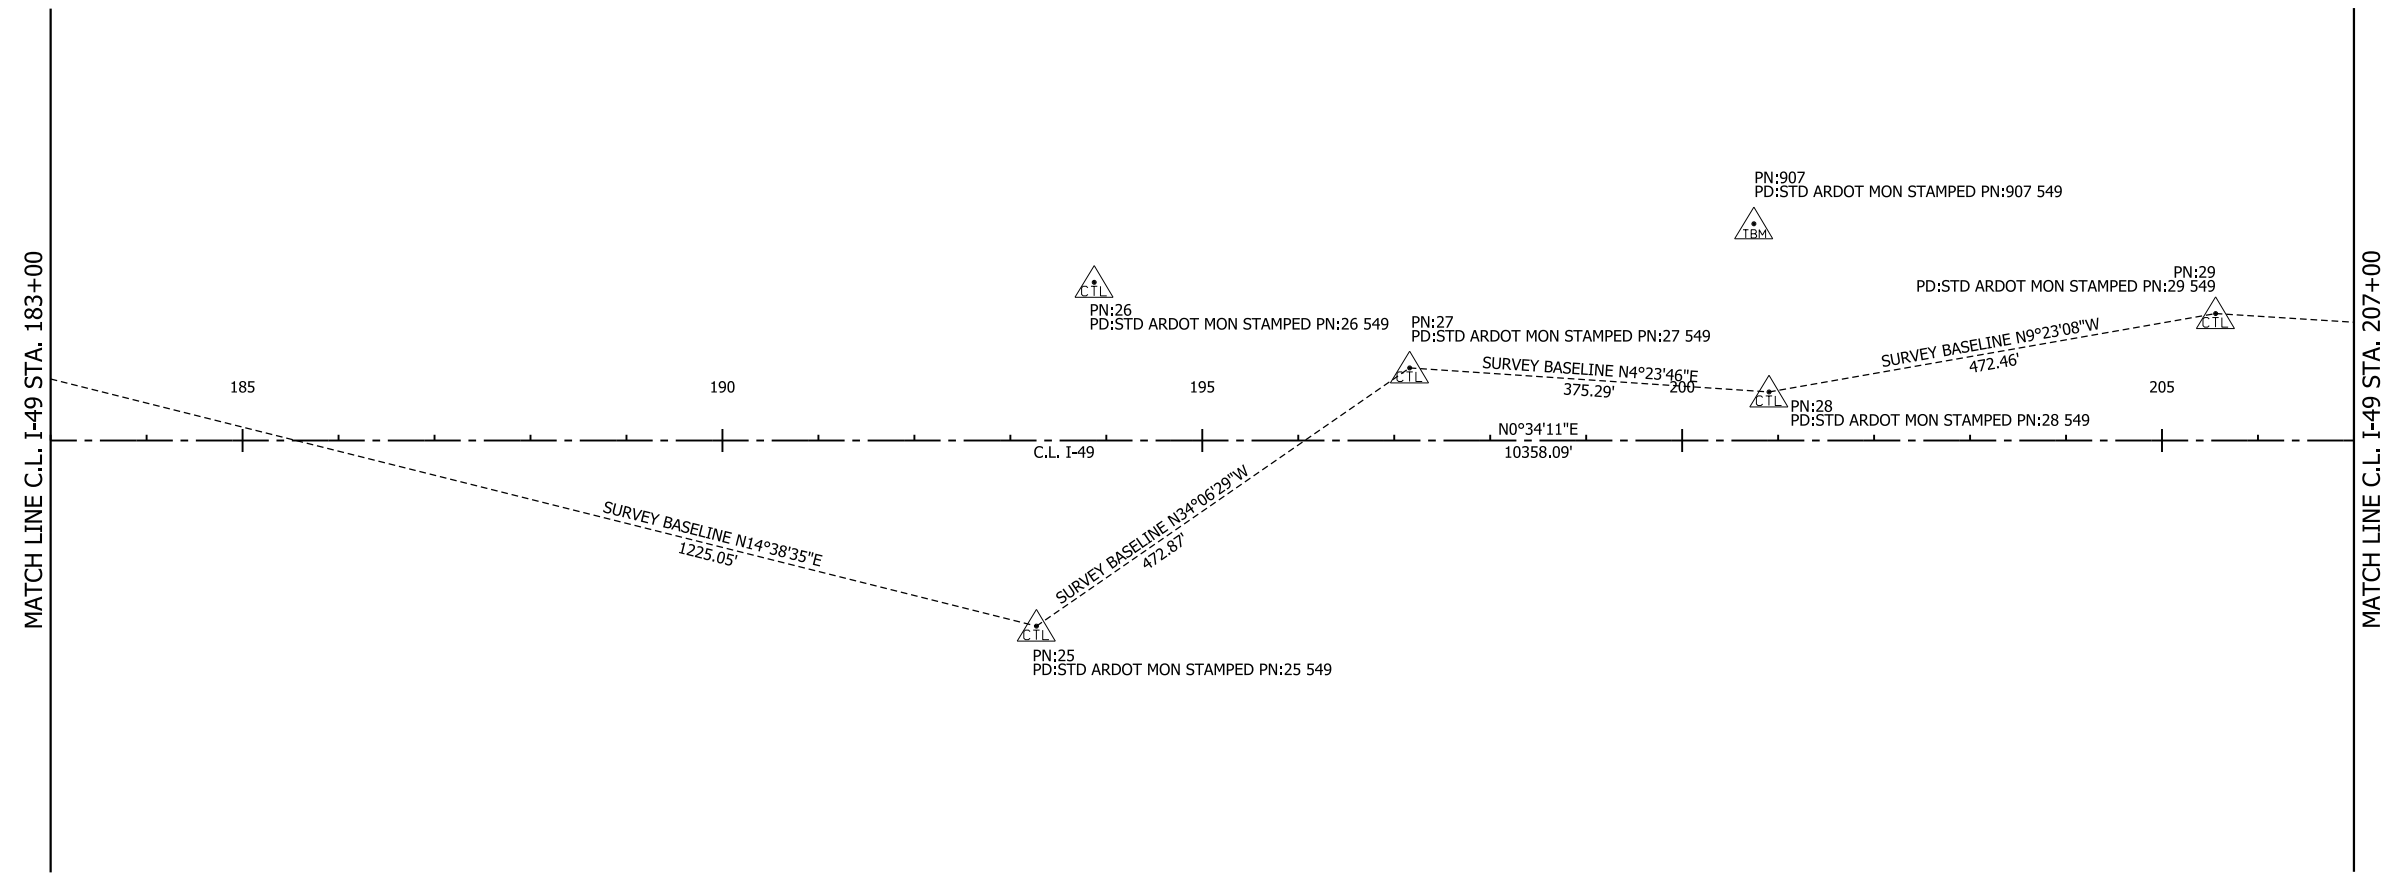 MATCH LINE C.L. I-49 STA. 183+00
PN:907
PD:STD ARDOT MON STAMPED PN:907 549
TBM
CTL
PN:26
PD:STD ARDOT MON STAMPED PN:26 549
PN:29
PD:STD ARDOT MON STAMPED PN:29 549
CTL
PN:27
PD:STD ARDOT MON STAMPED PN:27 549
CTL
SURVEY BASELINE N4°23'46"E
375.29'
SURVEY BASELINE N9°23'08"W
472.46'
CTL
PN:28
PD:STD ARDOT MON STAMPED PN:28 549
185
190
195
200
205
N0°34'11"E
10358.09'
C.L. I-49
SURVEY BASELINE N14°38'35"E
1225.05'
SURVEY BASELINE N34°06'29"W
472.87'
CTL
PN:25
PD:STD ARDOT MON STAMPED PN:25 549
MATCH LINE C.L. I-49 STA. 207+00